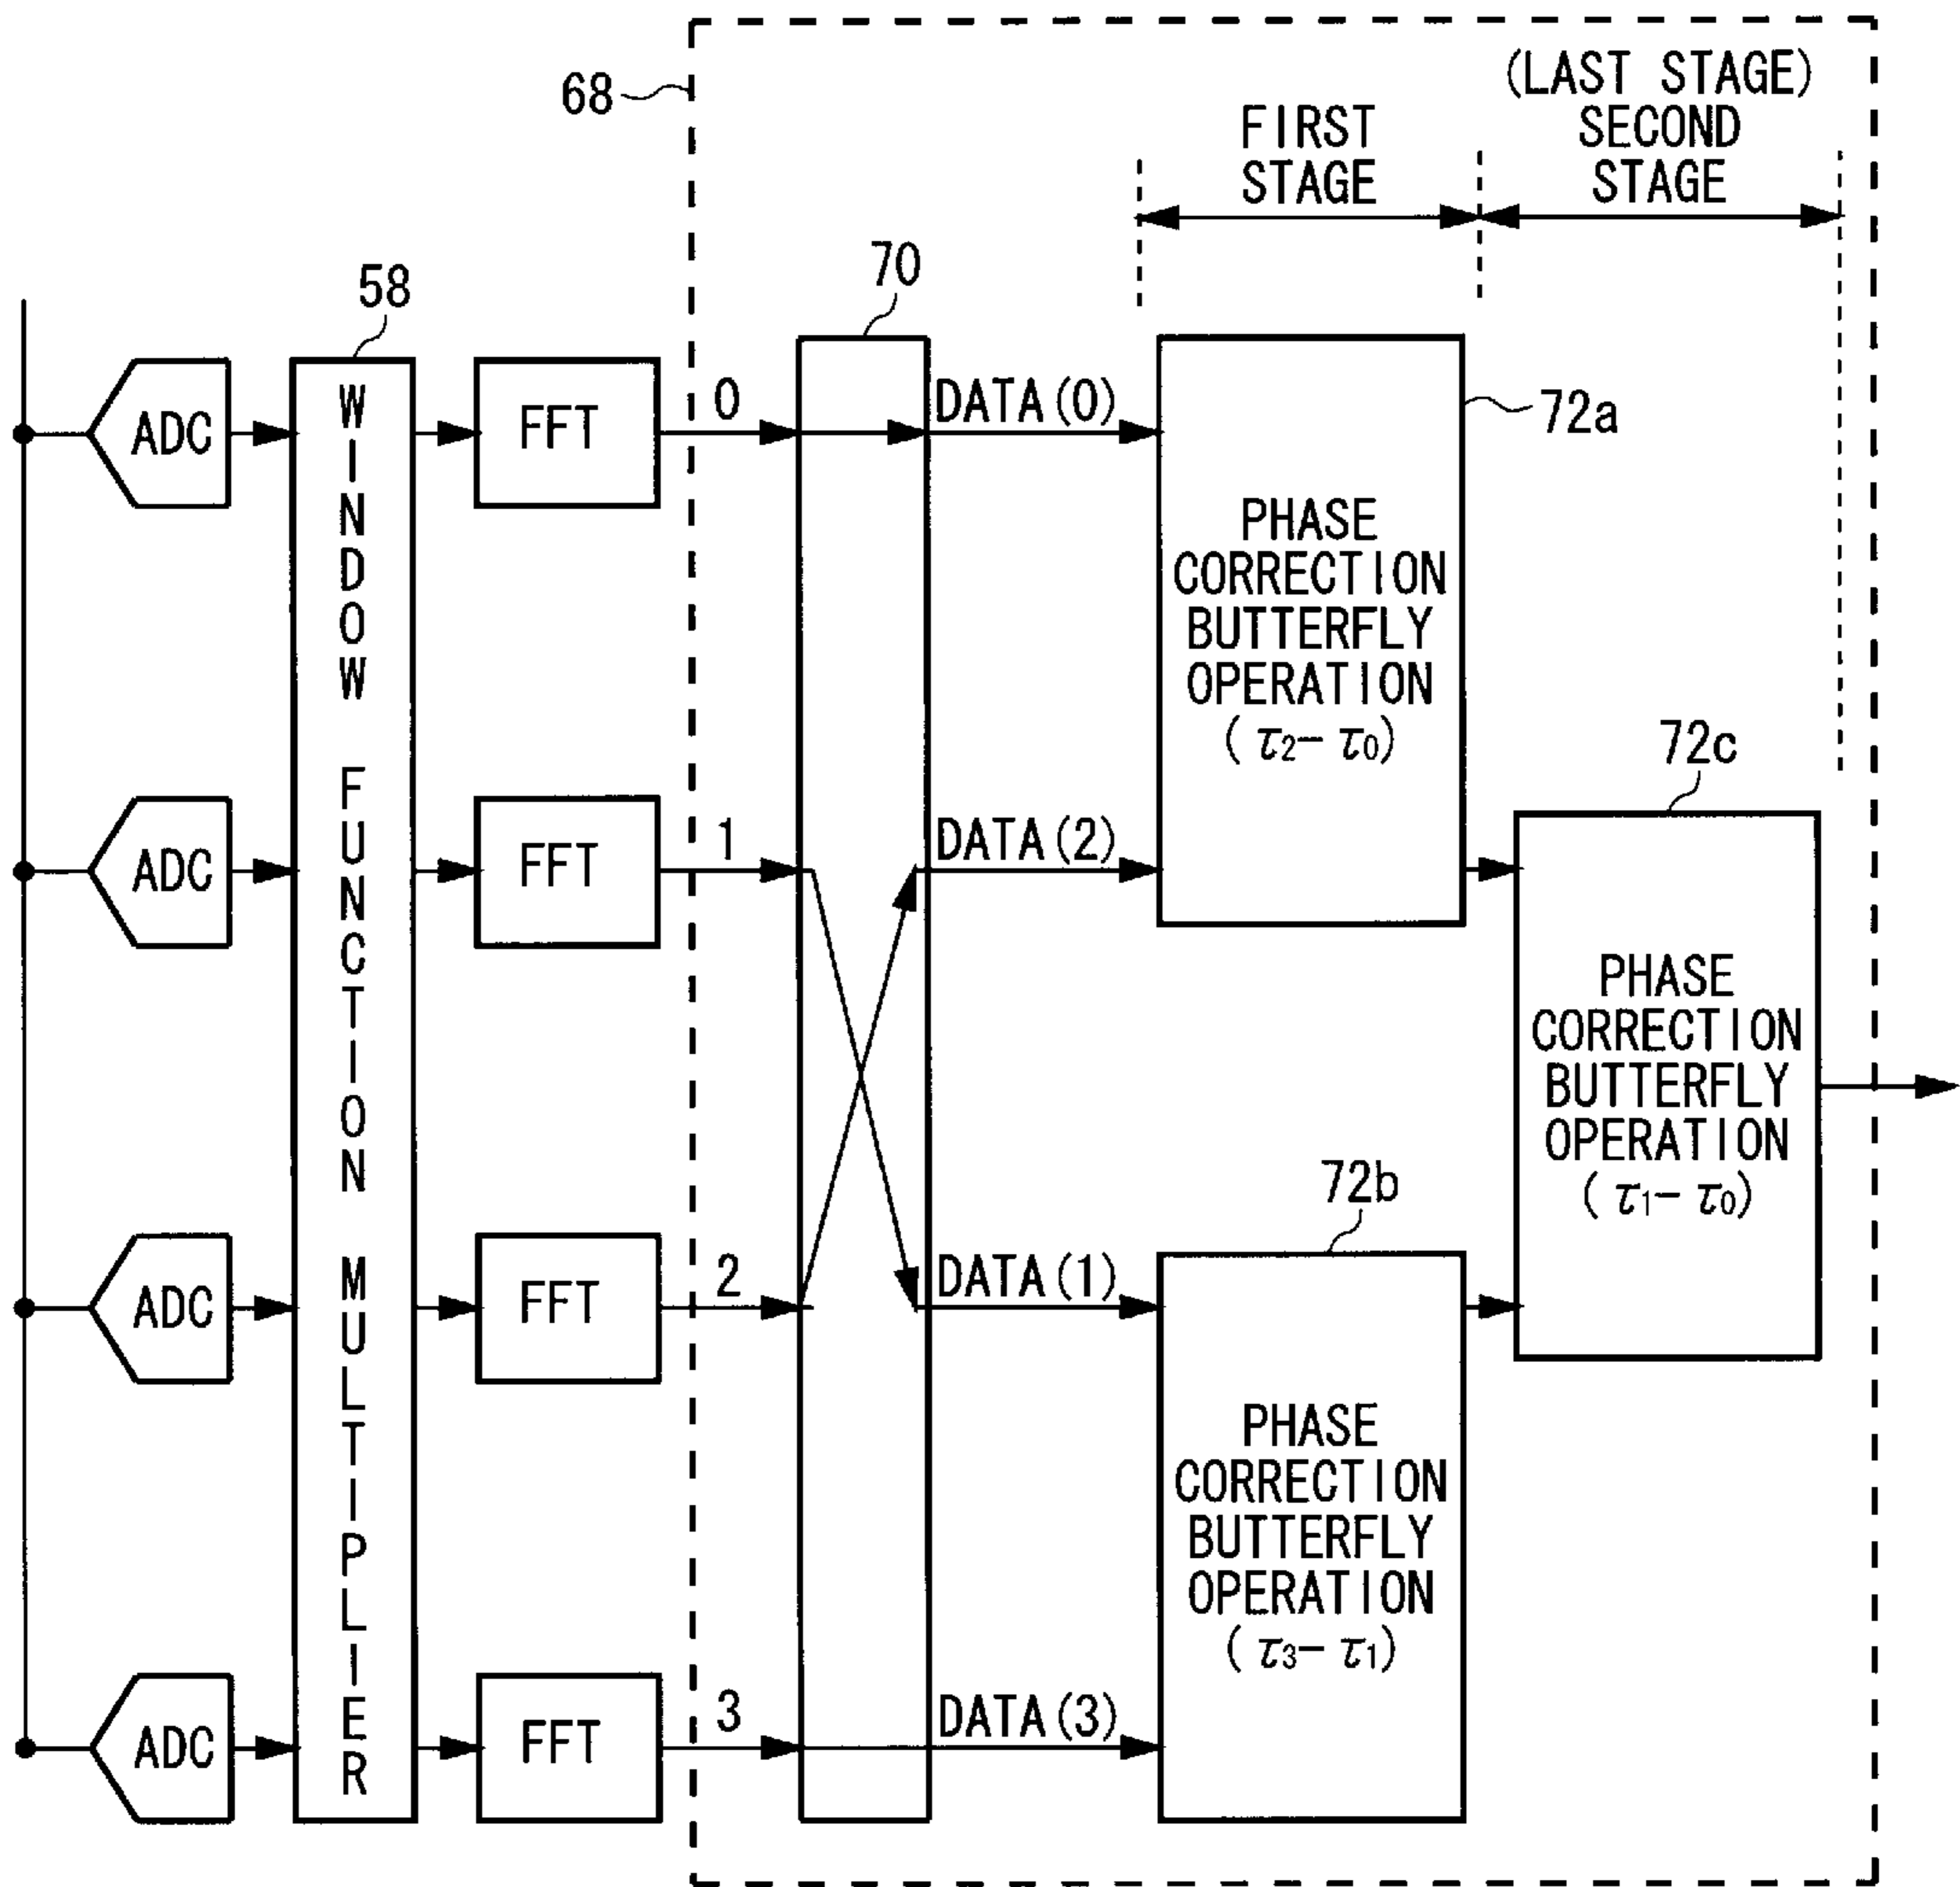 68
(LAST STAGE)
FIRST
STAGE
SECOND
STAGE
58
70
ADC
WINDOW FUNCTION MULTIPLIER
FFT
0
DATA(0)
72a
PHASE
CORRECTION
BUTTERFLY
OPERATION
(τ2−τ0)
ADC
FFT
1
DATA(2)
72c
PHASE
CORRECTION
BUTTERFLY
OPERATION
(τ1−τ0)
ADC
FFT
2
DATA(1)
72b
PHASE
CORRECTION
BUTTERFLY
OPERATION
(τ3−τ1)
ADC
FFT
3
DATA(3)